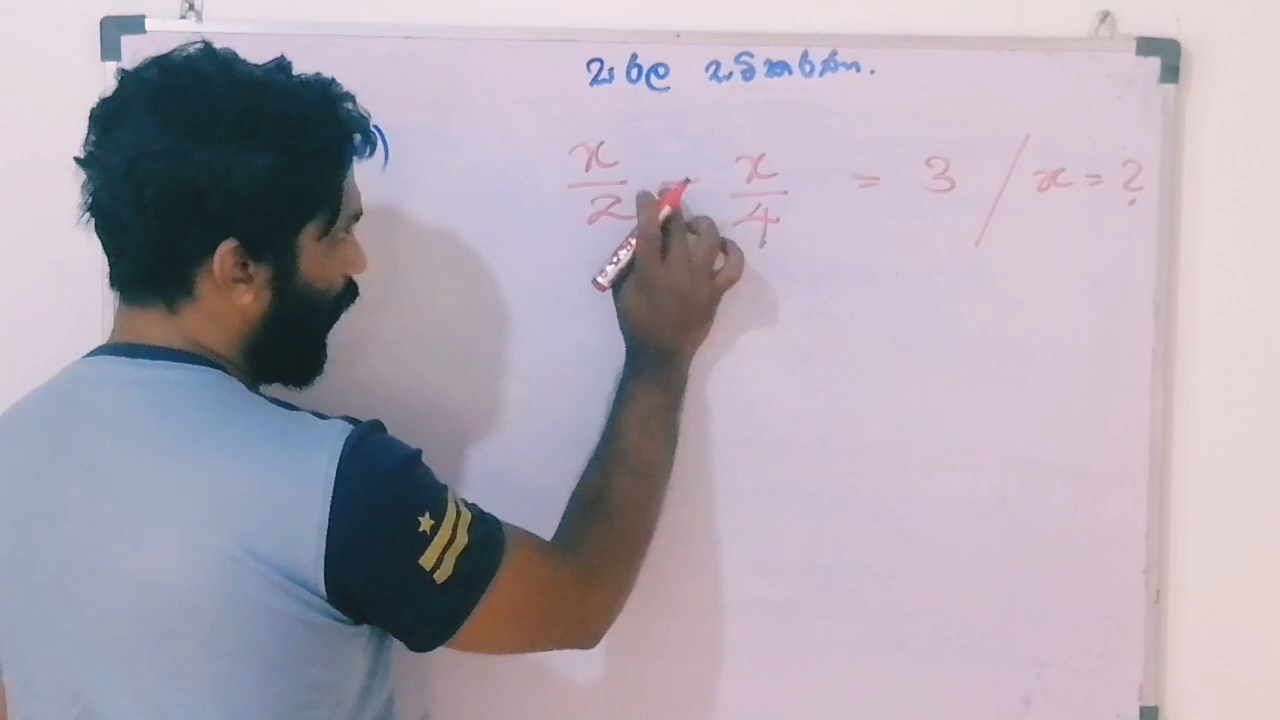 සරල සමීකරණ.
)
x/2 - x/4 = 3 / x = ?